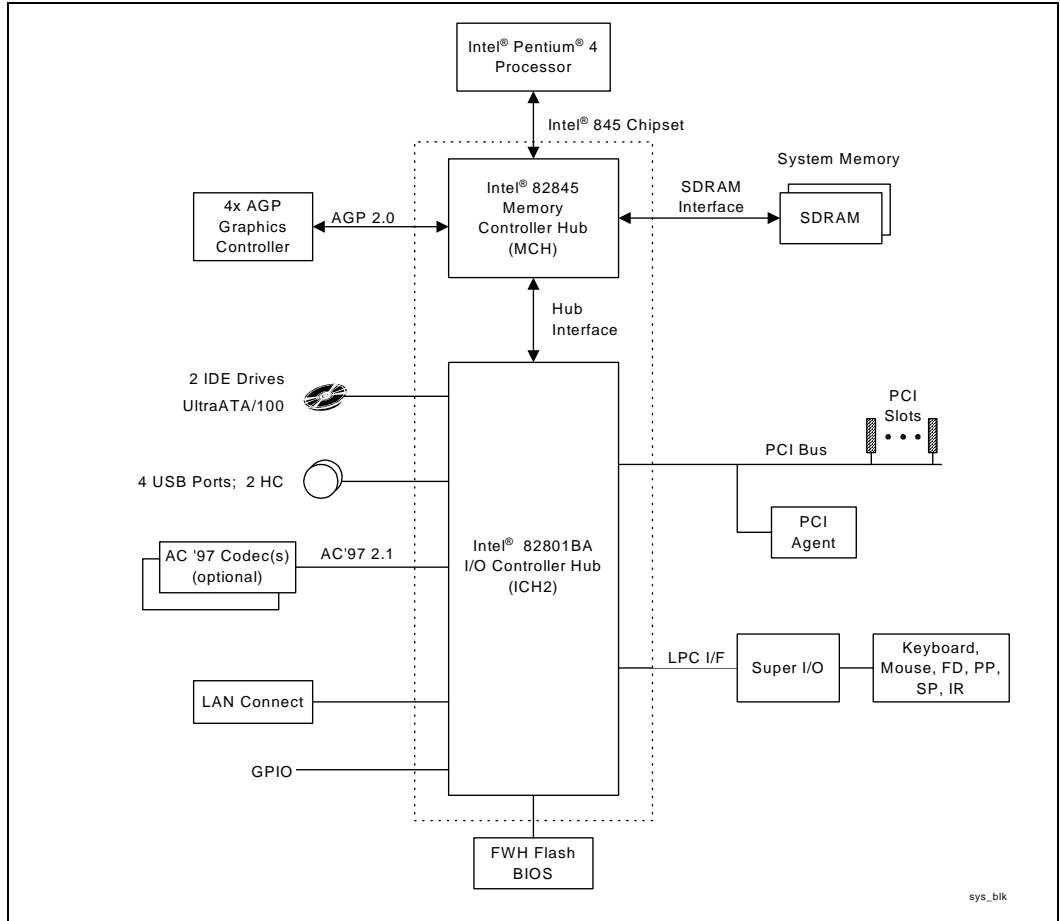 Intel® Pentium® 4
Processor
Intel® 845 Chipset
System Memory
4x AGP
Graphics
Controller
AGP 2.0
Intel® 82845
Memory
Controller Hub
(MCH)
SDRAM
Interface
SDRAM
Hub
Interface
2 IDE Drives
UltraATA/100
4 USB Ports; 2 HC
AC '97 Codec(s)
(optional)
AC'97 2.1
LAN Connect
GPIO
Intel® 82801BA
I/O Controller Hub
(ICH2)
PCI
Slots
PCI Bus
PCI
Agent
LPC I/F
Super I/O
Keyboard,
Mouse, FD, PP,
SP, IR
FWH Flash
BIOS
sys_blk